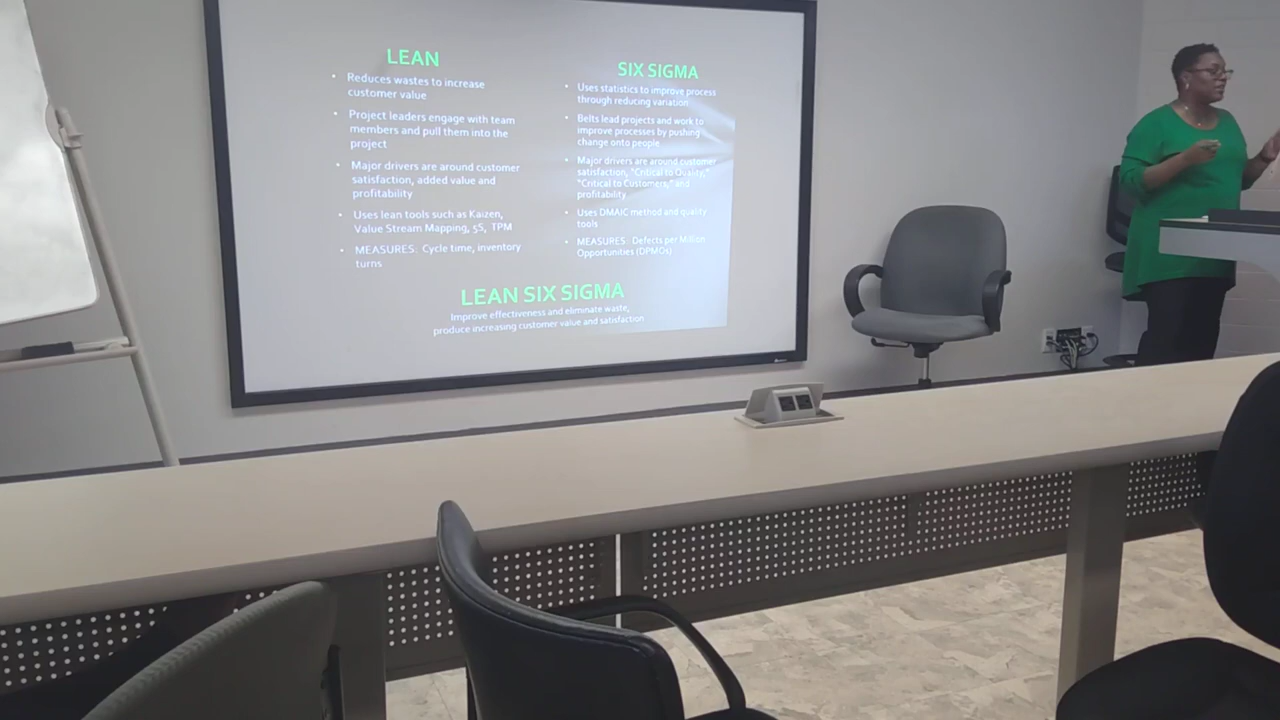 LEAN
• Reduces wastes to increase
customer value
• Project leaders engage with team
members and pull them into the
project
• Major drivers are around customer
satisfaction, added value and
profitability
• Uses lean tools such as Kaizen,
Value Stream Mapping, 5S, TPM
• MEASURES: Cycle time, inventory
turns
SIX SIGMA
• Uses statistics to improve process
through reducing variation
• Belts lead projects and work to
improve processes by pushing
change onto people
• Major drivers are around customer
satisfaction, "Critical to Quality,"
"Critical to Customers," and
profitability
• Uses DMAIC method and quality
tools
• MEASURES: Defects per Million
Opportunities (DPMOs)
LEAN SIX SIGMA
Improve effectiveness and eliminate waste,
produce increasing customer value and satisfaction